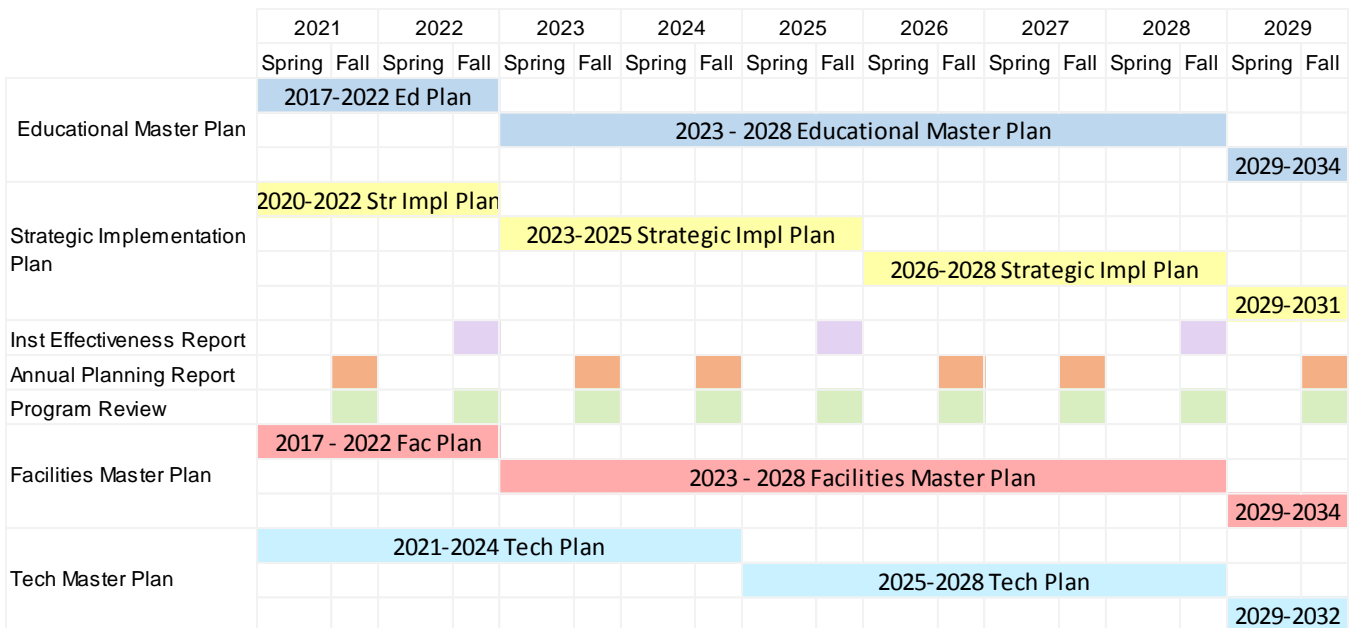 2021 2022 2023 2024 2025 2026 2027 2028 2029
Spring Fall Spring Fall Spring Fall Spring Fall Spring Fall Spring Fall Spring Fall Spring Fall Spring Fall
Educational Master Plan
2017-2022 Ed Plan
2023 - 2028 Educational Master Plan
2029-2034
Strategic Implementation
Plan
2020-2022 Str Impl Plan
2023-2025 Strategic Impl Plan
2026-2028 Strategic Impl Plan
2029-2031
Inst Effectiveness Report
Annual Planning Report
Program Review
Facilities Master Plan
2017 - 2022 Fac Plan
2023 - 2028 Facilities Master Plan
2029-2034
Tech Master Plan
2021-2024 Tech Plan
2025-2028 Tech Plan
2029-2032